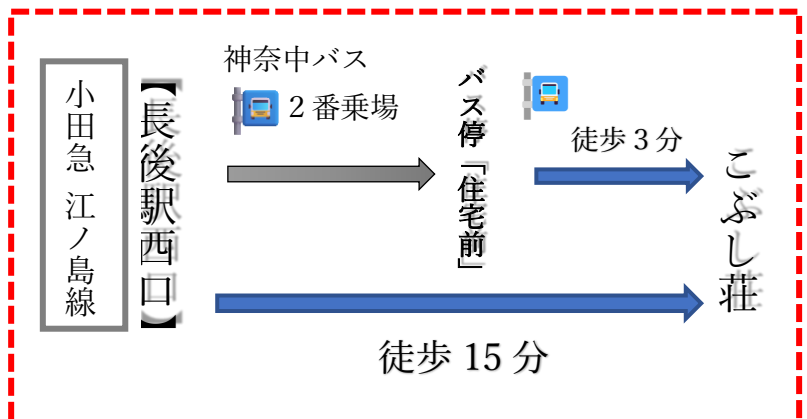 小田急 江ノ島線
【長後駅西口】
神奈中バス
２番乗場
バス停「住宅前」
徒歩３分
こぶし荘
徒歩 15 分